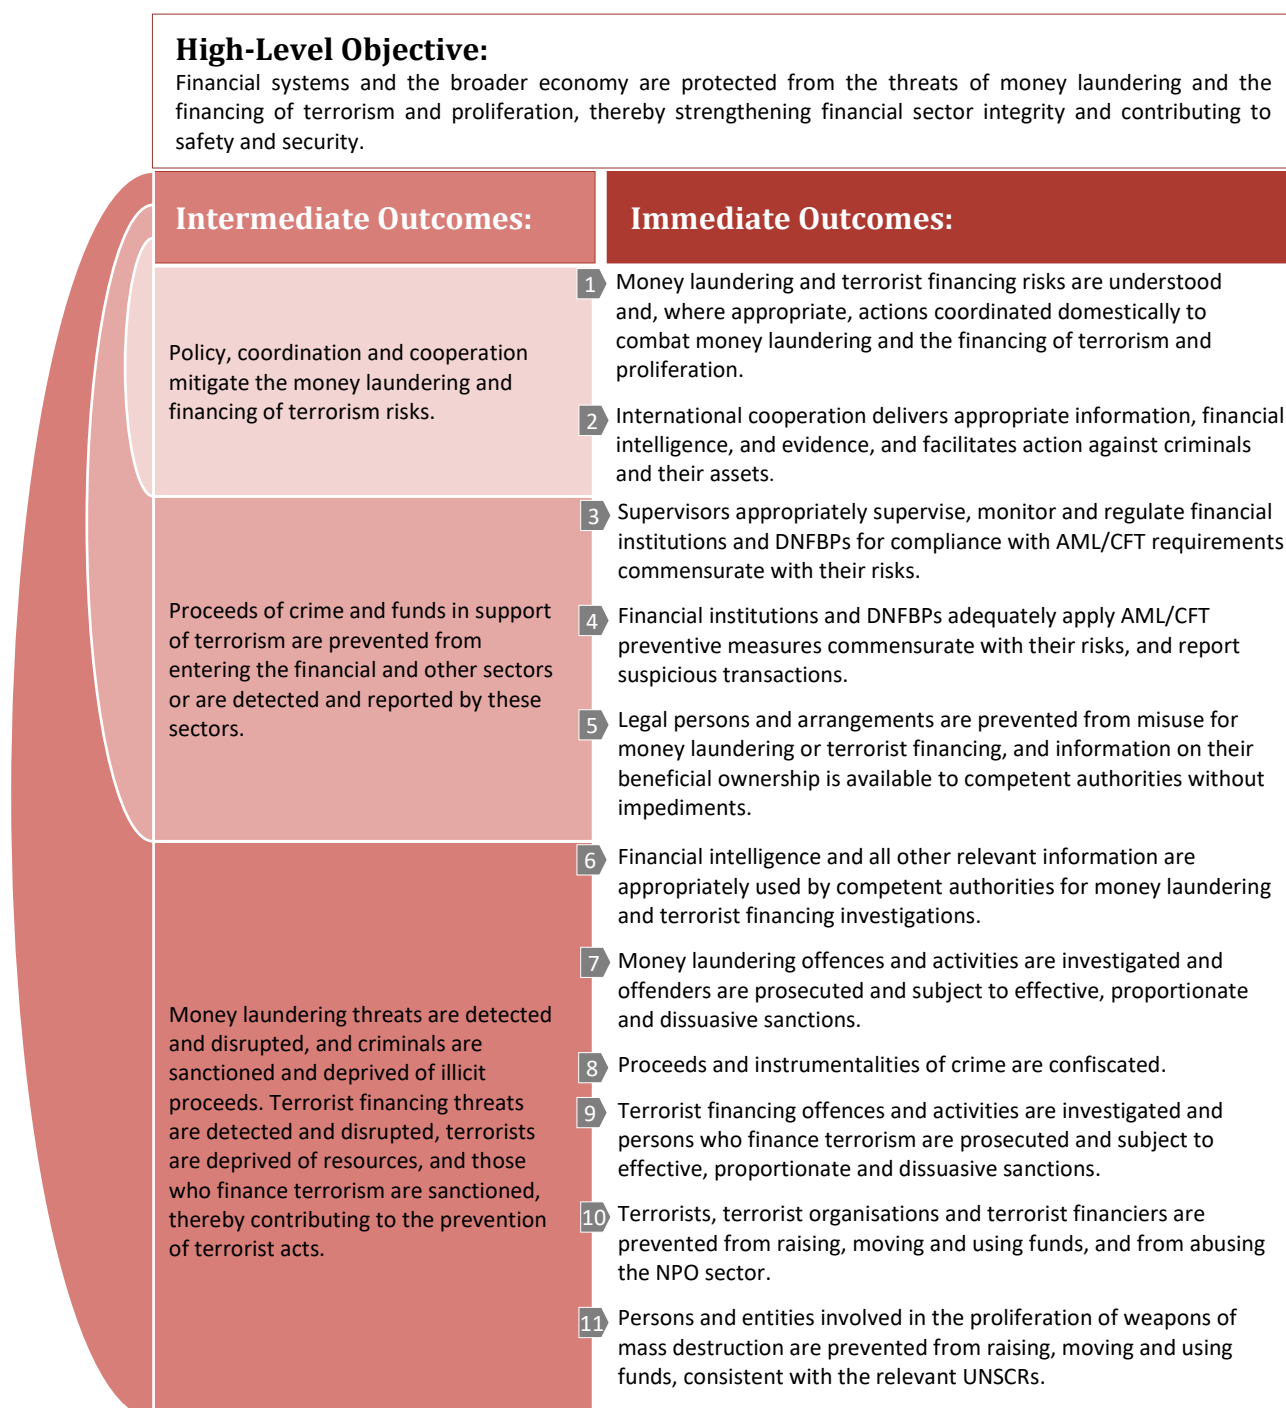 High-Level Objective:
Financial systems and the broader economy are protected from the threats of money laundering and the
financing of terrorism and proliferation, thereby strengthening financial sector integrity and contributing to
safety and security.
Intermediate Outcomes:
Immediate Outcomes:
Policy, coordination and cooperation
mitigate the money laundering and
financing of terrorism risks.
1
Money laundering and terrorist financing risks are understood
and, where appropriate, actions coordinated domestically to
combat money laundering and the financing of terrorism and
proliferation.
2
International cooperation delivers appropriate information, financial
intelligence, and evidence, and facilitates action against criminals
and their assets.
Proceeds of crime and funds in support
of terrorism are prevented from
entering the financial and other sectors
or are detected and reported by these
sectors.
3
Supervisors appropriately supervise, monitor and regulate financial
institutions and DNFBPs for compliance with AML/CFT requirements
commensurate with their risks.
4
Financial institutions and DNFBPs adequately apply AML/CFT
preventive measures commensurate with their risks, and report
suspicious transactions.
5
Legal persons and arrangements are prevented from misuse for
money laundering or terrorist financing, and information on their
beneficial ownership is available to competent authorities without
impediments.
Money laundering threats are detected
and disrupted, and criminals are
sanctioned and deprived of illicit
proceeds. Terrorist financing threats
are detected and disrupted, terrorists
are deprived of resources, and those
who finance terrorism are sanctioned,
thereby contributing to the prevention
of terrorist acts.
6
Financial intelligence and all other relevant information are
appropriately used by competent authorities for money laundering
and terrorist financing investigations.
7
Money laundering offences and activities are investigated and
offenders are prosecuted and subject to effective, proportionate
and dissuasive sanctions.
8
Proceeds and instrumentalities of crime are confiscated.
9
Terrorist financing offences and activities are investigated and
persons who finance terrorism are prosecuted and subject to
effective, proportionate and dissuasive sanctions.
10
Terrorists, terrorist organisations and terrorist financiers are
prevented from raising, moving and using funds, and from abusing
the NPO sector.
11
Persons and entities involved in the proliferation of weapons of
mass destruction are prevented from raising, moving and using
funds, consistent with the relevant UNSCRs.